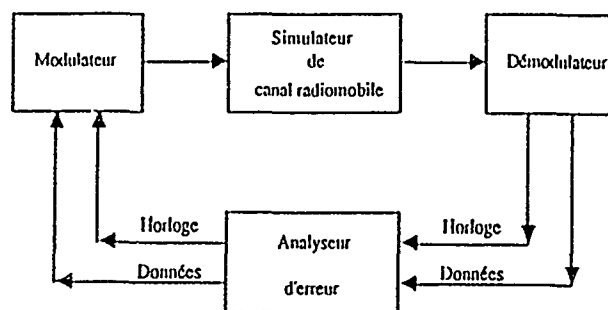 Modulateur
Simulateur
de
canal radiomobile
Démodulateur
Horloge
Données
Analyseur
d'erreur
Horloge
Données